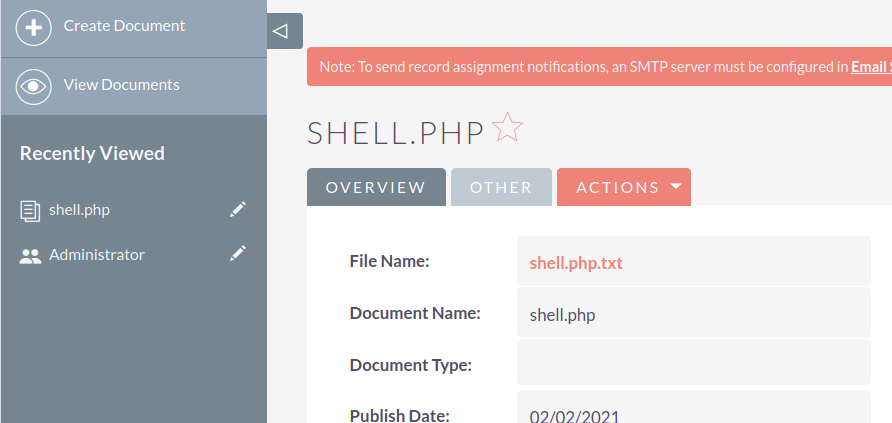 Create Document
View Documents
Recently Viewed
shell.php
Administrator
Note: To send record assignment notifications, an SMTP server must be configured in Email
SHELL.PHP
OVERVIEW
OTHER
ACTIONS
File Name:
shell.php.txt
Document Name:
shell.php
Document Type:
Publish Date:
02/02/2021